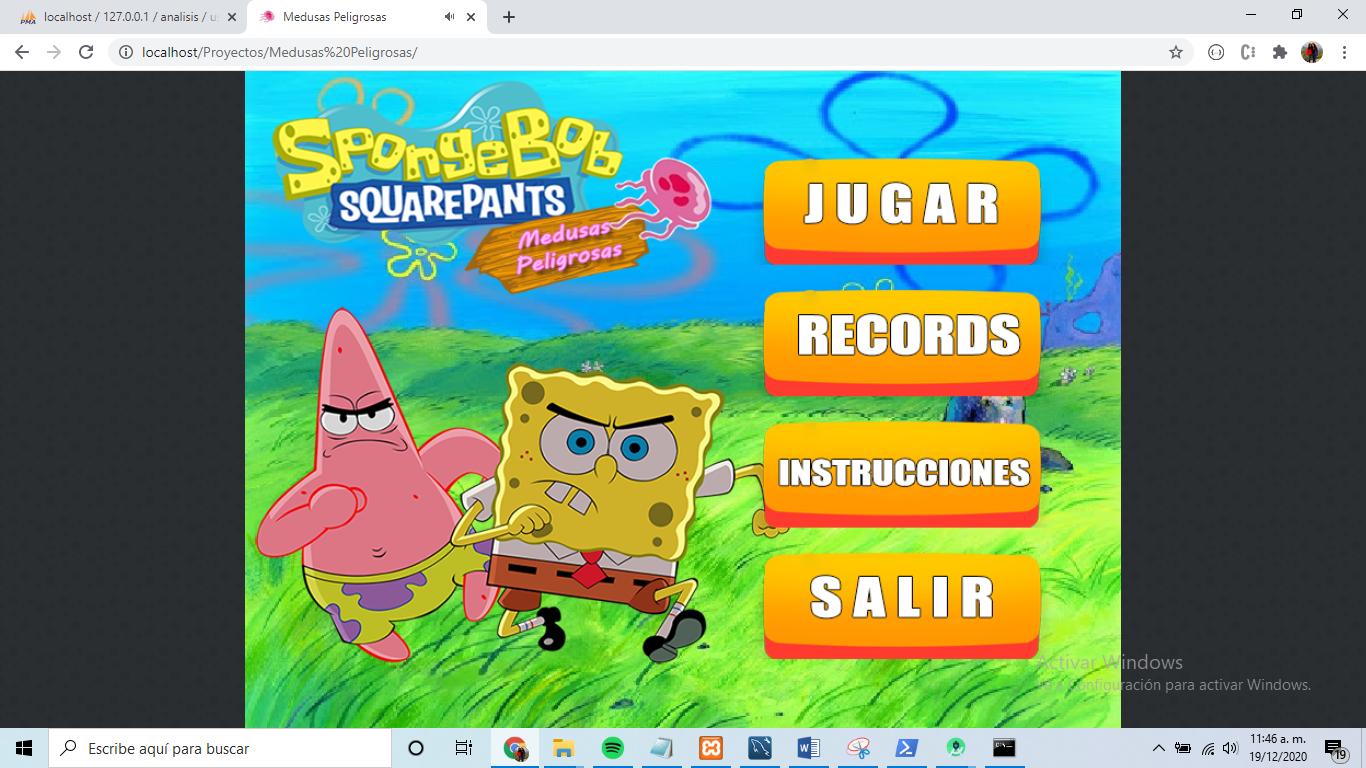 localhost / 127.0.0.1 / analisis / u
Medusas Peligrosas
localhost/Proyectos/Medusas%20Peligrosas/
SpongeBob
SQUAREPANTS
Medusas
Peligrosas
JUGAR
RECORDS
INSTRUCCIONES
SALIR
Activar Windows
Configuración para activar Windows.
Escribe aquí para buscar
11:46 a. m.
19/12/2020
19